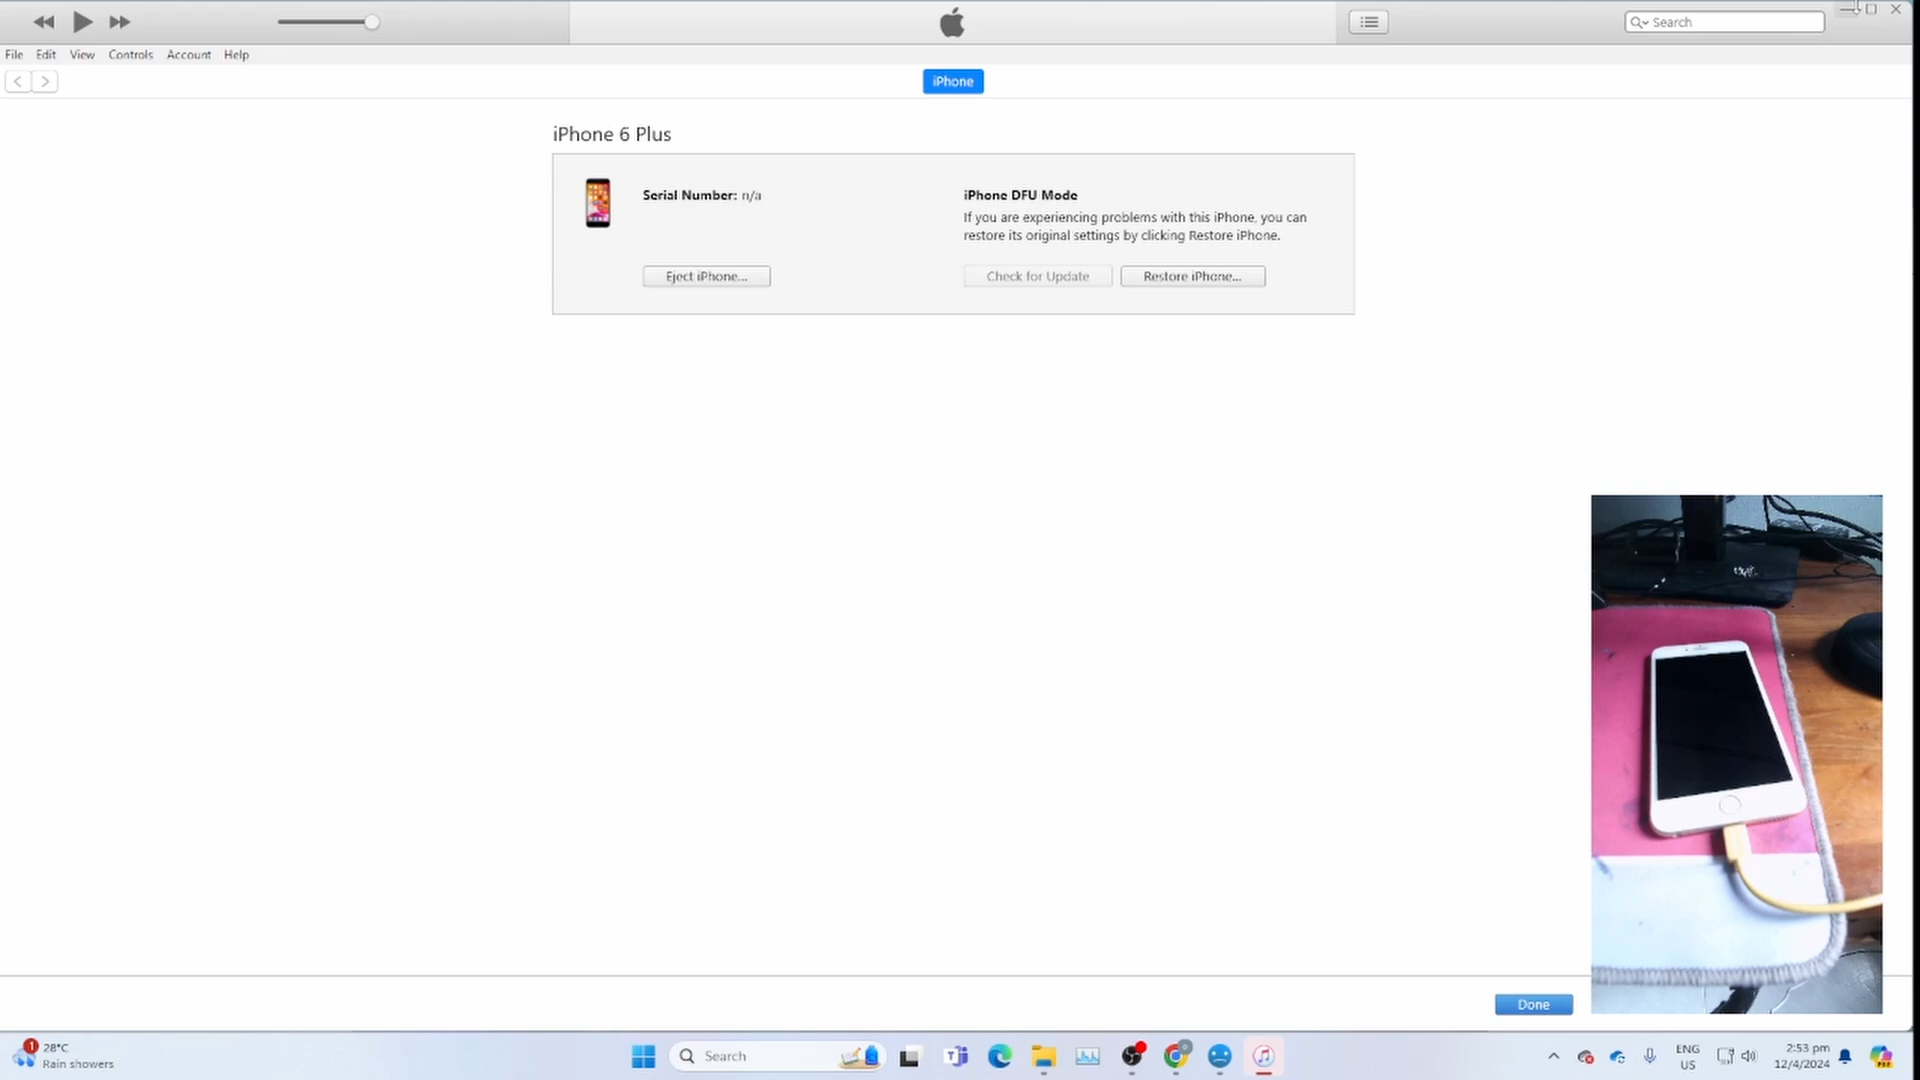 Search
File Edit View Controls Account Help
iPhone
iPhone 6 Plus
Serial Number: n/a
iPhone DFU Mode
If you are experiencing problems with this iPhone, you can
restore its original settings by clicking Restore iPhone.
Eject iPhone...
Check for Update
Restore iPhone...
Done
1
28°C
Rain showers
Search
ENG
US
2:53 pm
12/4/2024